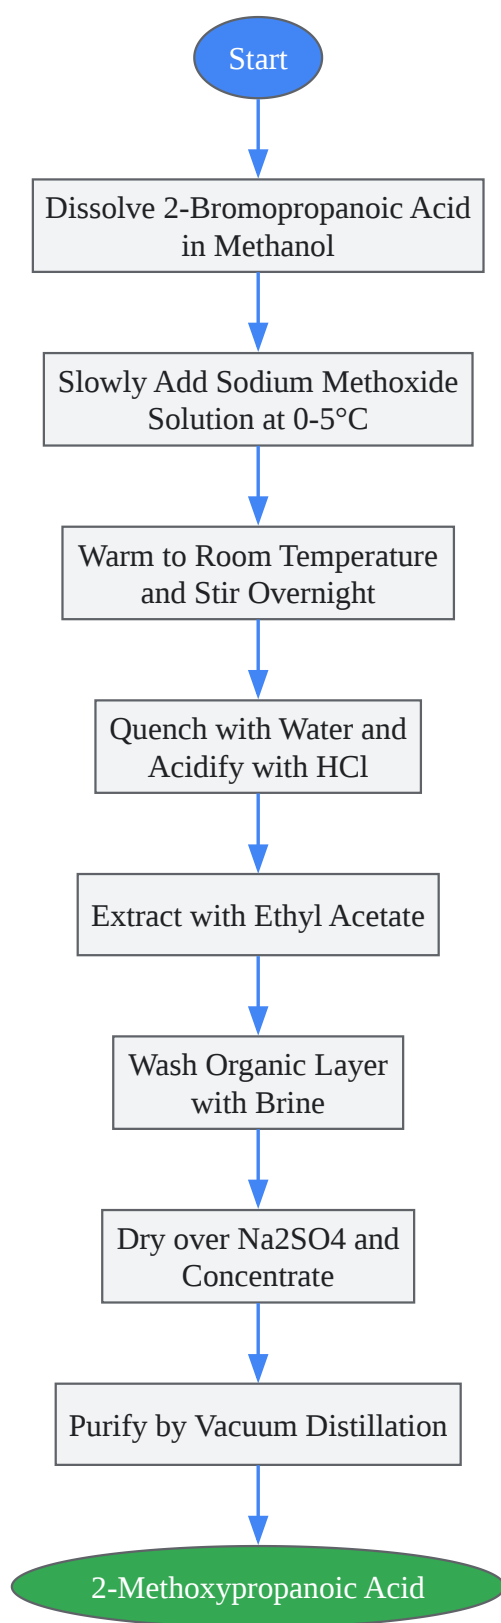 Start
Dissolve 2-Bromopropanoic Acid
in Methanol
Slowly Add Sodium Methoxide
Solution at 0-5°C
Warm to Room Temperature
and Stir Overnight
Quench with Water and
Acidify with HCl
Extract with Ethyl Acetate
Wash Organic Layer
with Brine
Dry over Na2SO4 and
Concentrate
Purify by Vacuum Distillation
2-Methoxypropanoic Acid